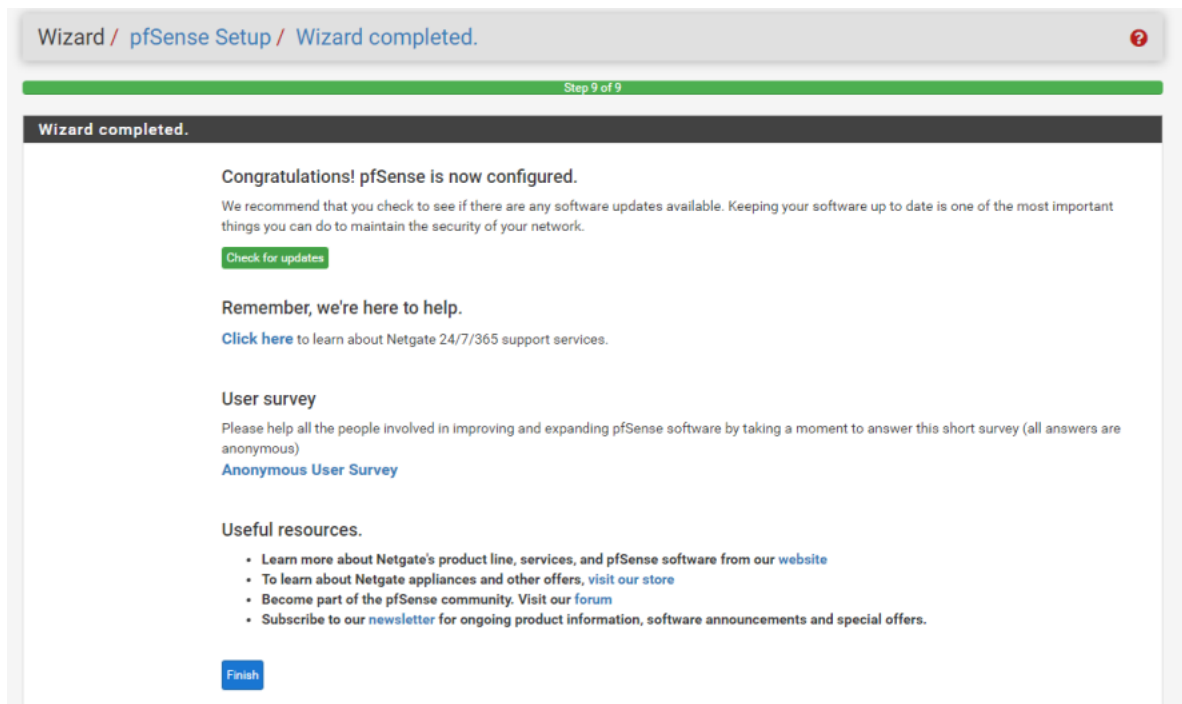 Wizard / pfSense Setup / Wizard completed.
Step 9 of 9
Wizard completed.
Congratulations! pfSense is now configured.
We recommend that you check to see if there are any software updates available. Keeping your software up to date is one of the most important
things you can do to maintain the security of your network.
Check for updates
Remember, we're here to help.
Click here to learn about Netgate 24/7/365 support services.
User survey
Please help all the people involved in improving and expanding pfSense software by taking a moment to answer this short survey (all answers are
anonymous)
Anonymous User Survey
Useful resources.
• Learn more about Netgate's product line, services, and pfSense software from our website
• To learn about Netgate appliances and other offers, visit our store
• Become part of the pfSense community. Visit our forum
• Subscribe to our newsletter for ongoing product information, software announcements and special offers.
Finish